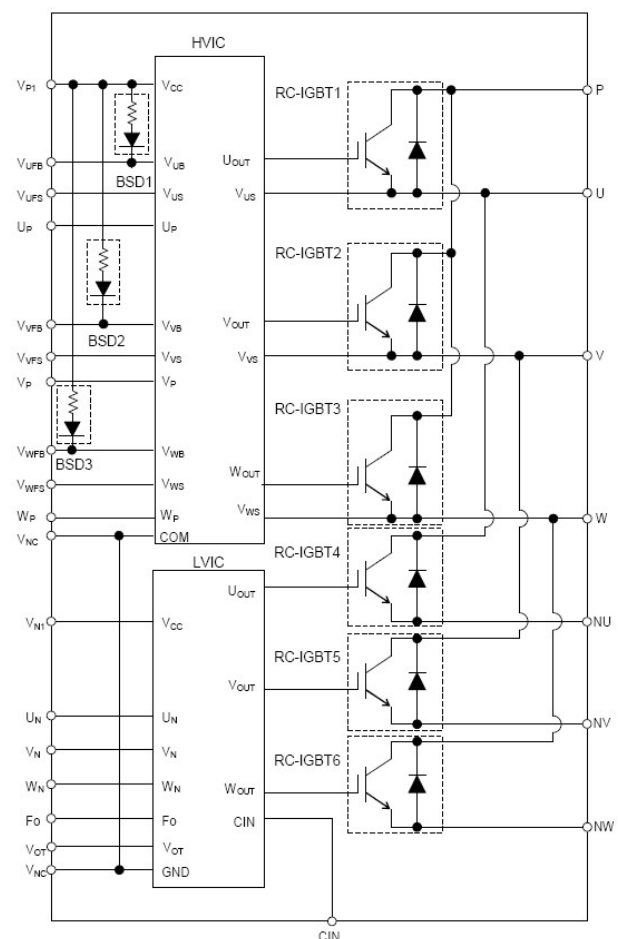 HVIC
VP1
VCC
RC-IGBT1
P
VUFB
BSD1
VUB
UOUT
VUFS
VUS
VUS
U
UP
UP
RC-IGBT2
VVFB
BSD2
VVB
VOUT
VVFS
VVS
VVS
V
VP
VP
RC-IGBT3
VWFB
BSD3
VWB
WOUT
VWFS
VWS
VWS
WP
WP
W
VNC
COM
LVIC
RC-IGBT4
UOUT
VN1
VCC
NU
RC-IGBT5
VOUT
UN
UN
NV
VN
VN
RC-IGBT6
WN
WN
WOUT
FO
FO
CIN
NW
VOT
VOT
VNC
GND
CIN